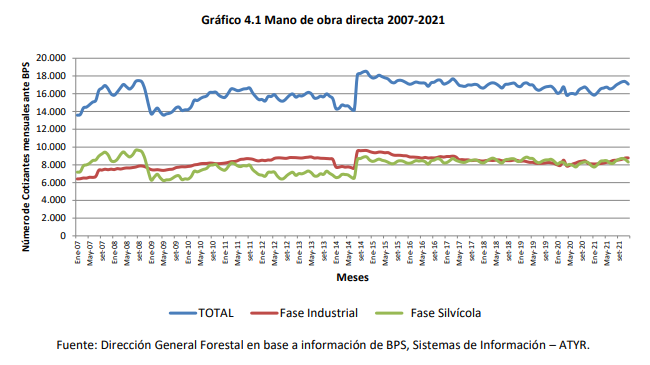 Gráfico 4.1 Mano de obra directa 2007-2021
Número de Cotizantes mensuales ante BPS
20.000
18.000
16.000
14.000
12.000
10.000
8.000
6.000
4.000
2.000
0
Ene-07
May-07
set-07
Ene-08
May-08
set-08
Ene-09
May-09
set-09
Ene-10
May-10
set-10
Ene-11
May-11
set-11
Ene-12
May-12
set-12
Ene-13
May-13
set-13
Ene-14
May-14
set-14
Ene-15
May-15
set-15
Ene-16
May-16
set-16
Ene-17
May-17
set-17
Ene-18
May-18
set-18
Ene-19
May-19
set-19
Ene-20
May-20
set-20
Ene-21
May-21
set-21
Meses
TOTAL Fase Industrial Fase Silvícola
Fuente: Dirección General Forestal en base a información de BPS, Sistemas de Información – ATYR.